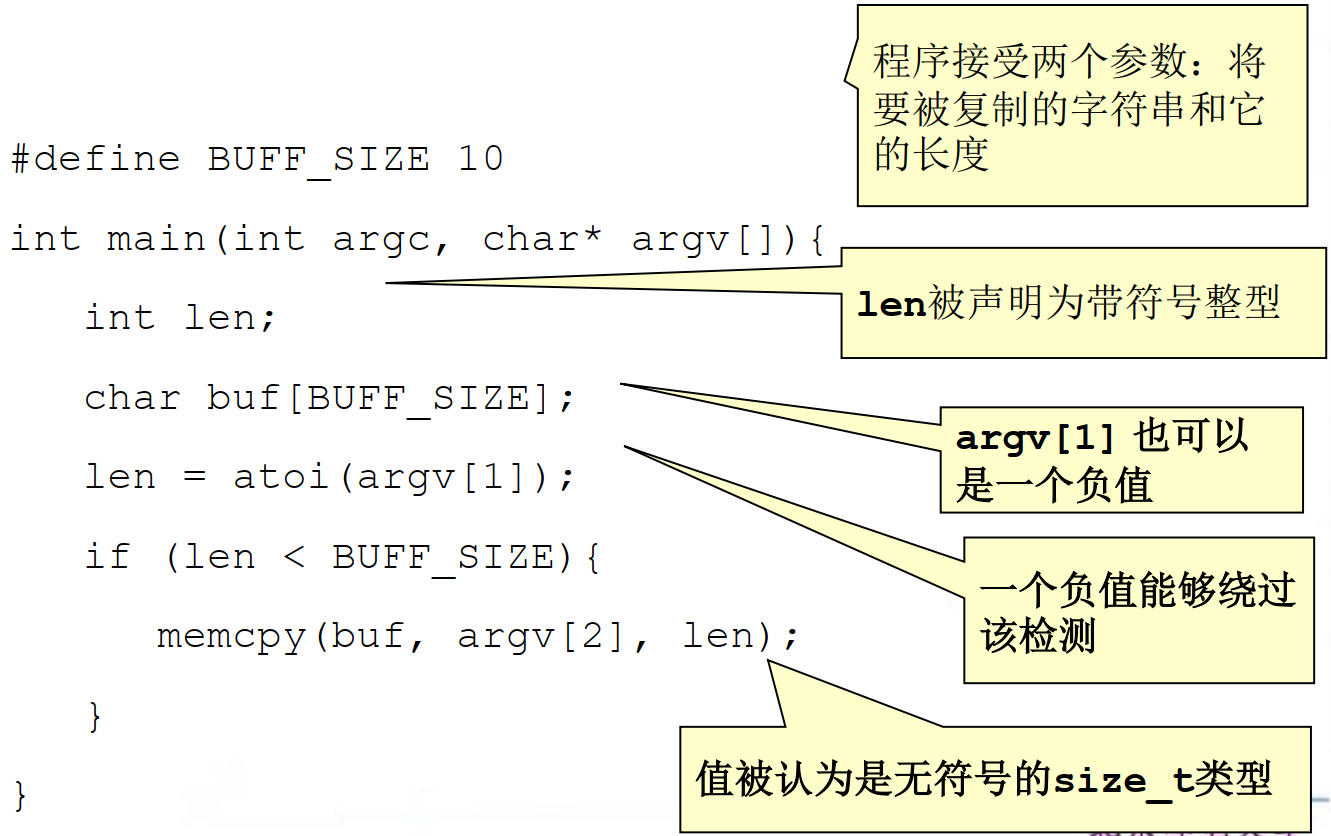 程序接受两个参数：将
要被复制的字符串和它
的长度
#define BUFF_SIZE 10
int main(int argc, char* argv[]){
len被声明为带符号整型
int len;
char buf[BUFF_SIZE];
argv[1] 也可以
是一个负值
len = atoi(argv[1]);
if (len < BUFF_SIZE){
一个负值能够绕过
该检测
memcpy(buf, argv[2], len);
}
值被认为是无符号的size_t类型
}